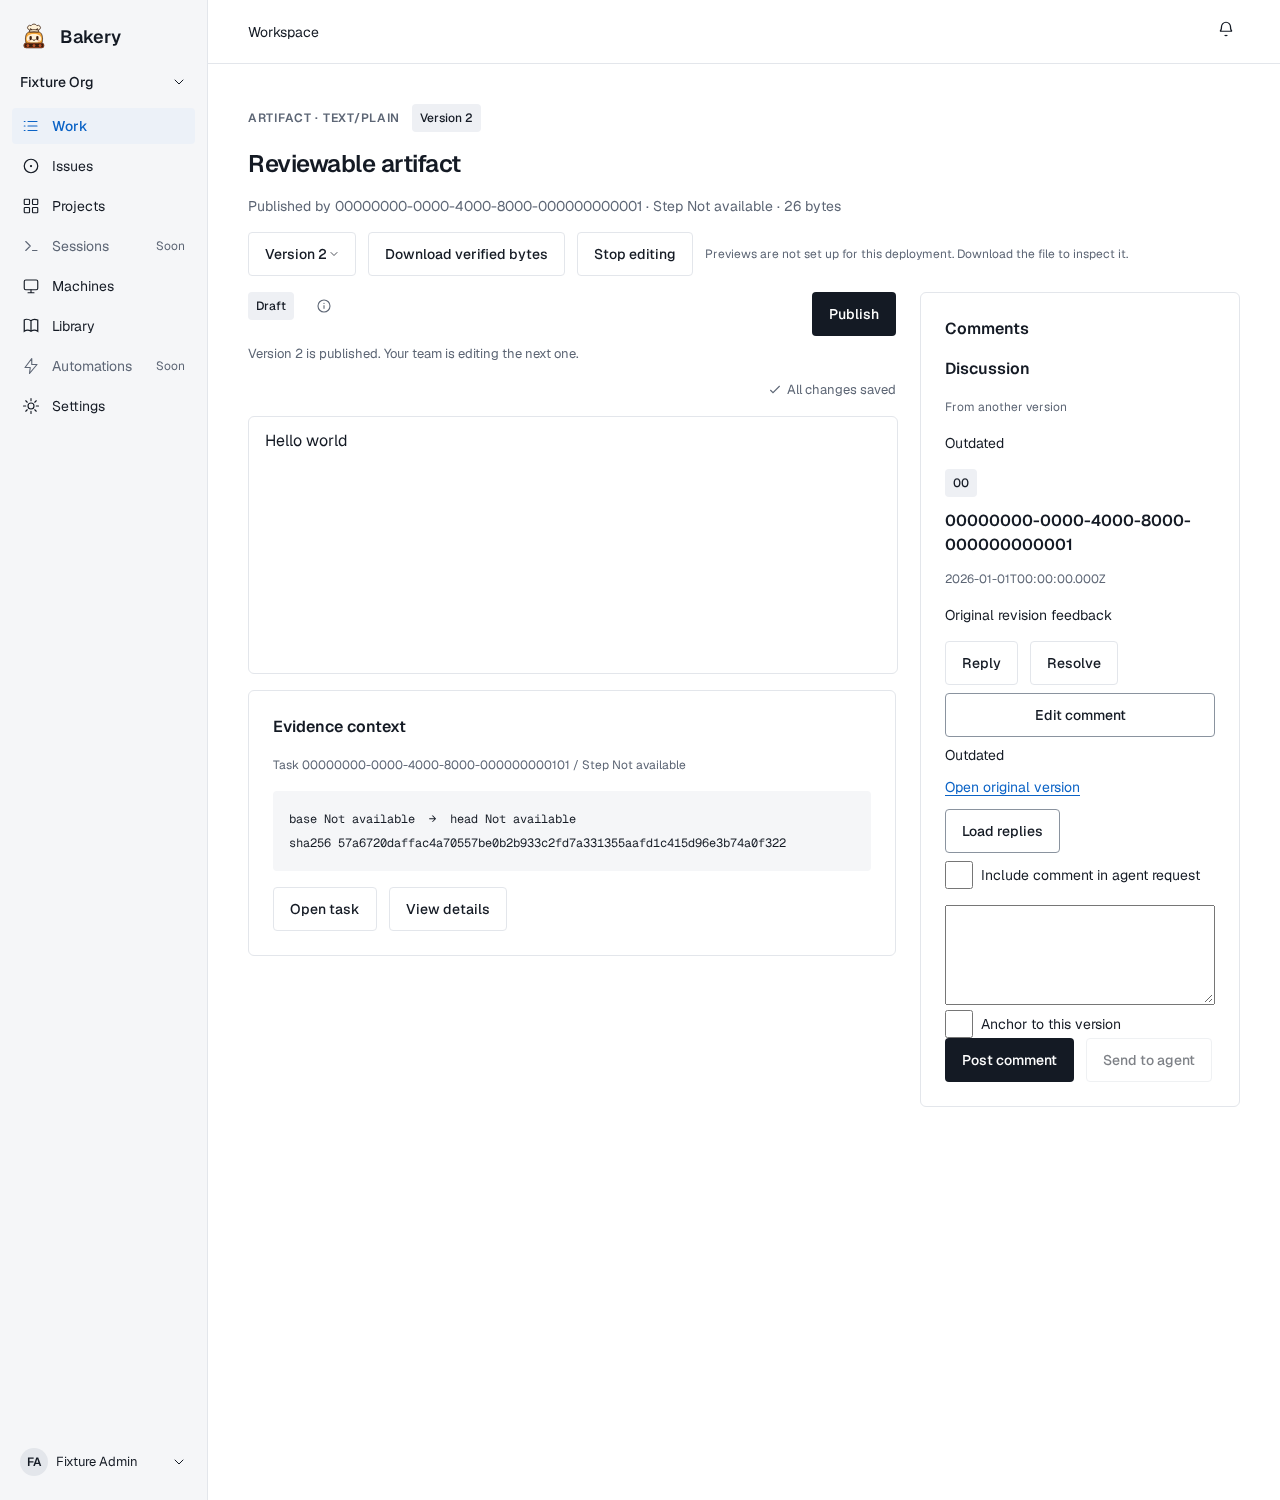 Bakery
Fixture Org
Work
Issues
Projects
Sessions Soon
Machines
Library
Automations Soon
Settings
FA Fixture Admin
Workspace
ARTIFACT · TEXT/PLAIN Version 2
Reviewable artifact
Published by 00000000-0000-4000-8000-000000000001 · Step Not available · 26 bytes
Version 2 Download verified bytes Stop editing Previews are not set up for this deployment. Download the file to inspect it.
Draft Publish
Version 2 is published. Your team is editing the next one.
All changes saved
Hello world
Evidence context
Task 00000000-0000-4000-8000-000000000101 / Step Not available
base Not available → head Not available
sha256 57a6720daffac4a70557be0b2b933c2fd7a331355aafd1c415d96e3b74a0f322
Open task View details
Comments
Discussion
From another version
Outdated
00
00000000-0000-4000-8000-
000000000001
2026-01-01T00:00:00.000Z
Original revision feedback
Reply Resolve
Edit comment
Outdated
Open original version
Load replies
Include comment in agent request
Anchor to this version
Post comment Send to agent